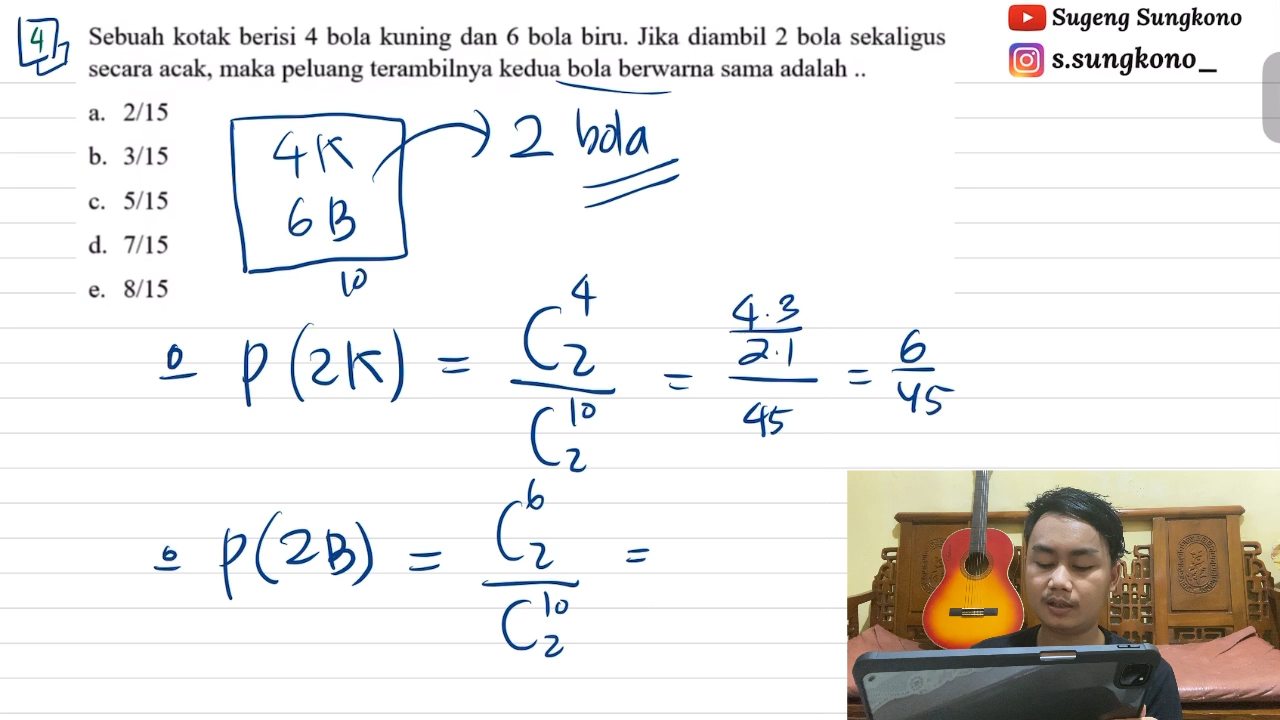 4
Sebuah kotak berisi 4 bola kuning dan 6 bola biru. Jika diambil 2 bola sekaligus
secara acak, maka peluang terambilnya kedua bola berwarna sama adalah ..
a. 2/15
b. 3/15
c. 5/15
d. 7/15
e. 8/15
Sugeng Sungkono
s.sungkono_
4K
6B
10
2 bola
P(2K) = C₂⁴ / C₂¹⁰ = (4.3 / 2.1) / 45 = 6/45
P(2B) = C₂⁶ / C₂¹⁰ =